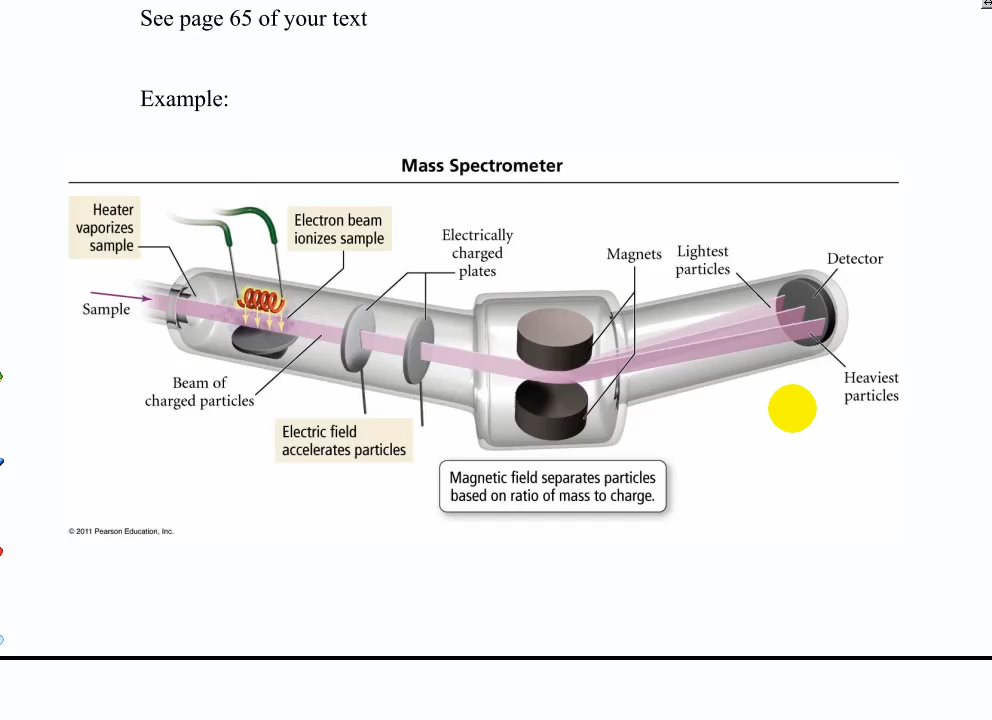 See page 65 of your text
Example:
Mass Spectrometer
Heater
vaporizes
sample
Electron beam
ionizes sample
Electrically
charged
plates
Magnets
Lightest
particles
Detector
Sample
Beam of
charged particles
Heaviest
particles
Electric field
accelerates particles
Magnetic field separates particles
based on ratio of mass to charge.
© 2011 Pearson Education, Inc.